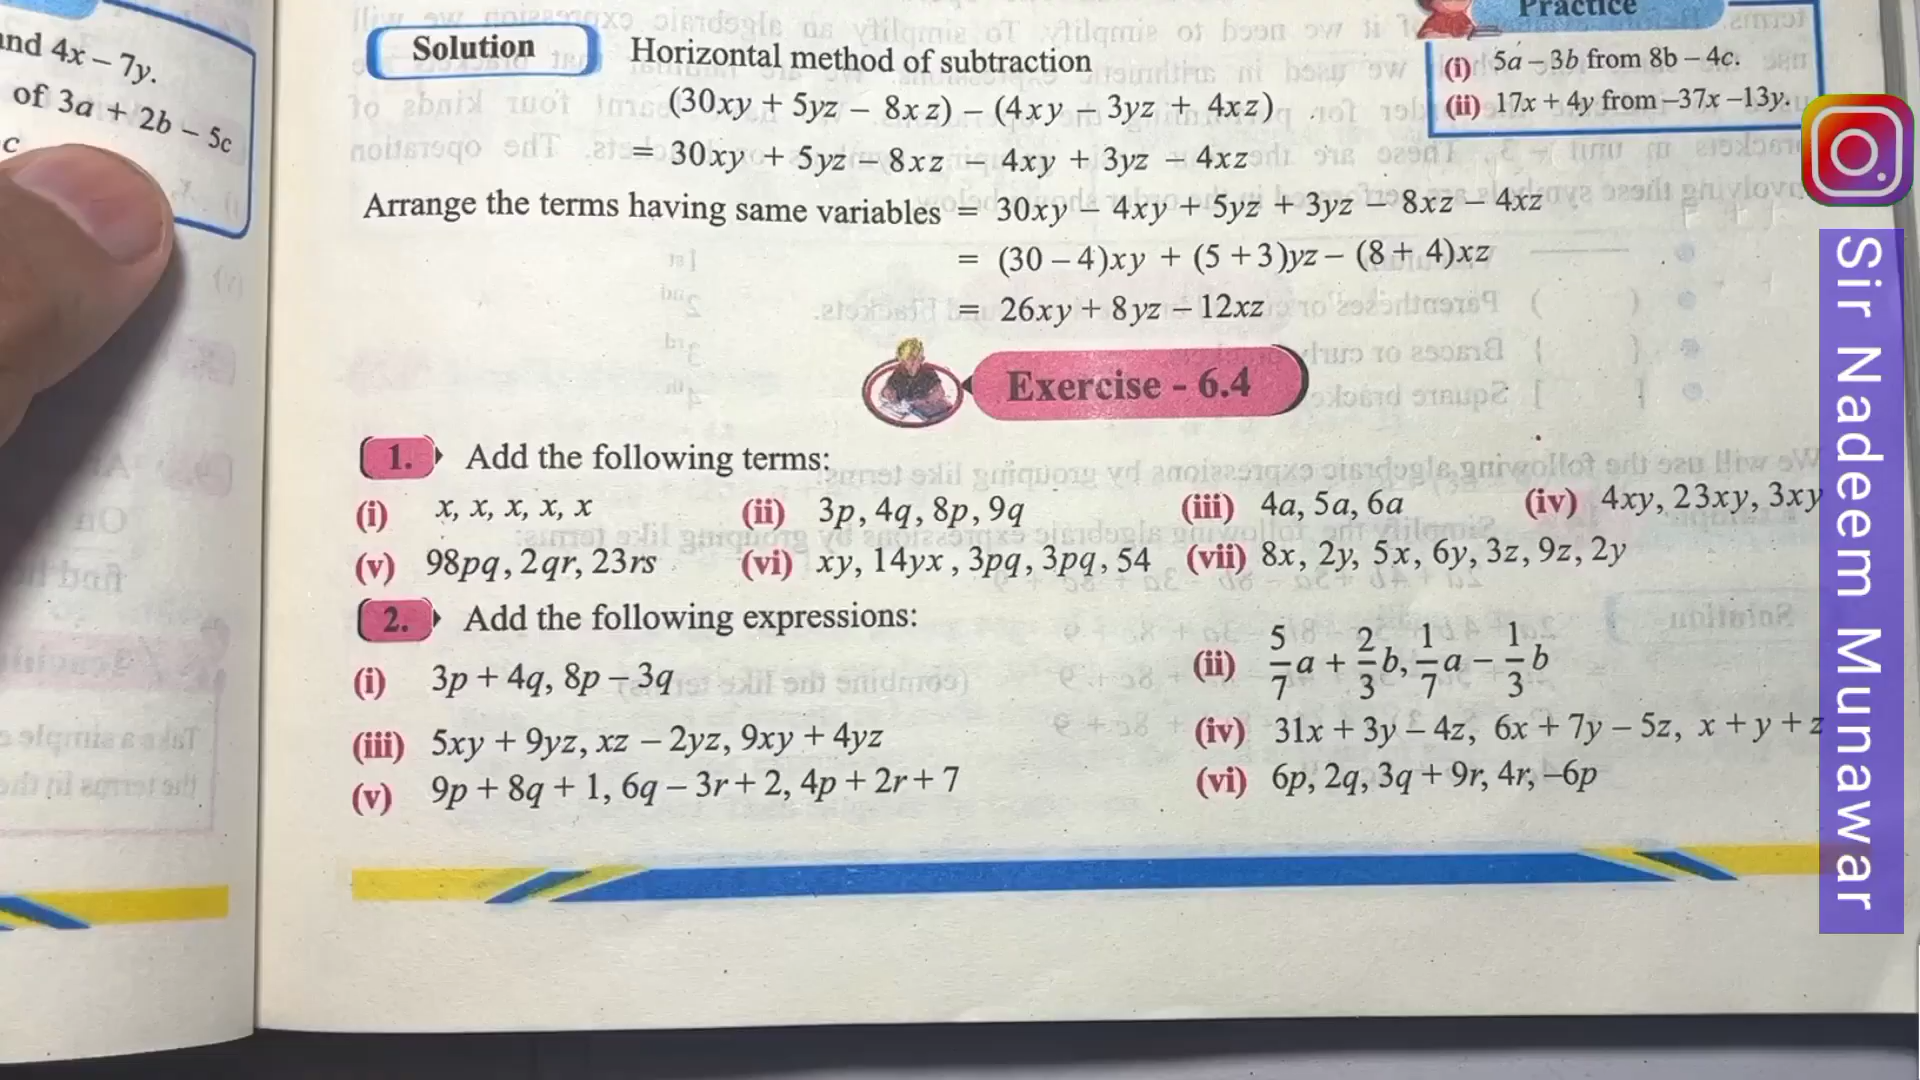 and 4x – 7y.
of 3a + 2b – 5c
c
Practice
(i) 5a – 3b from 8b – 4c.
(ii) 17x + 4y from –37x –13y.
Solution Horizontal method of subtraction
(30xy + 5yz – 8xz) – (4xy – 3yz + 4xz)
= 30xy + 5yz – 8xz – 4xy + 3yz – 4xz
Arrange the terms having same variables = 30xy – 4xy + 5yz + 3yz – 8xz – 4xz
= (30 – 4)xy + (5 + 3)yz – (8 + 4)xz
= 26xy + 8yz – 12xz
Exercise - 6.4
1. Add the following terms:
(i) x, x, x, x, x (ii) 3p, 4q, 8p, 9q (iii) 4a, 5a, 6a (iv) 4xy, 23xy, 3xy
(v) 98pq, 2qr, 23rs (vi) xy, 14yx, 3pq, 3pq, 54 (vii) 8x, 2y, 5x, 6y, 3z, 9z, 2y
2. Add the following expressions:
(i) 3p + 4q, 8p – 3q (ii) 5/7 a + 2/3 b, 1/7 a – 1/3 b
(iii) 5xy + 9yz, xz – 2yz, 9xy + 4yz (iv) 31x + 3y – 4z, 6x + 7y – 5z, x + y + z
(v) 9p + 8q + 1, 6q – 3r + 2, 4p + 2r + 7 (vi) 6p, 2q, 3q + 9r, 4r, –6p
Sir Nadeem Munawar